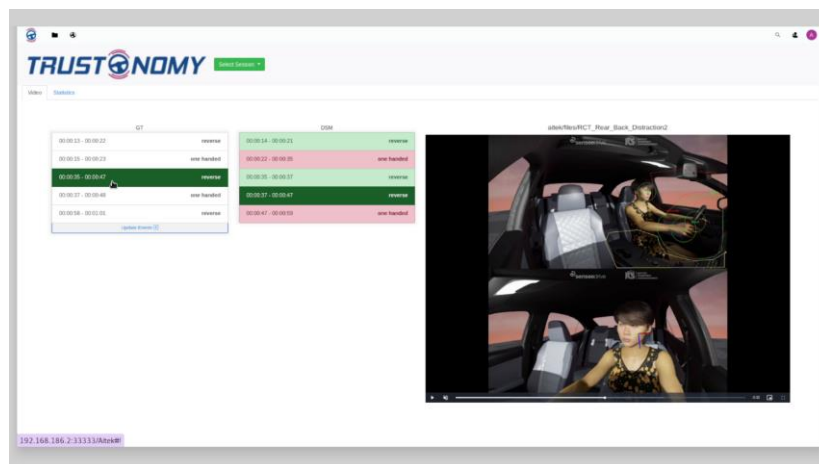 TRUSTONOMY
Select Session
Video Statistics
GT
00:00:13 - 00:00:22 reverse
00:00:15 - 00:00:23 one handed
00:00:35 - 00:00:47 reverse
00:00:37 - 00:00:48 one handed
00:00:58 - 00:01:01 reverse
Update Events
DSM
00:00:14 - 00:00:21 reverse
00:00:22 - 00:00:35 one handed
00:00:35 - 00:00:37 reverse
00:00:37 - 00:00:47 reverse
00:00:47 - 00:00:59 one handed
altek/files/RCT_Rear_Back_Distraction2
192.168.186.2:33333/Altek#!